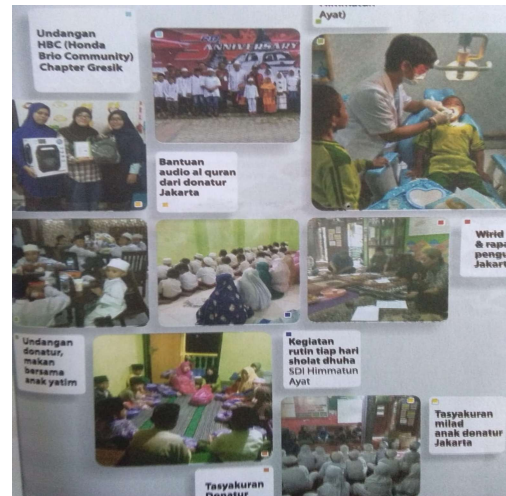 Undangan
HBC (Honda
Brio Community)
Chapter Gresik
ANNIVERSARY
Himmatun
Ayat)
Bantuan
audio al quran
dari donatur
Jakarta
Wirid
& rapa
pengu
Jakart
Undangan
donatur,
makan
bersama
anak yatim
Kegiatan
rutin tiap hari
sholat dhuha
SDI Himmatun
Ayat
Tasyakuran
milad
anak donatur
Jakarta
Tasyakuran
Donatur